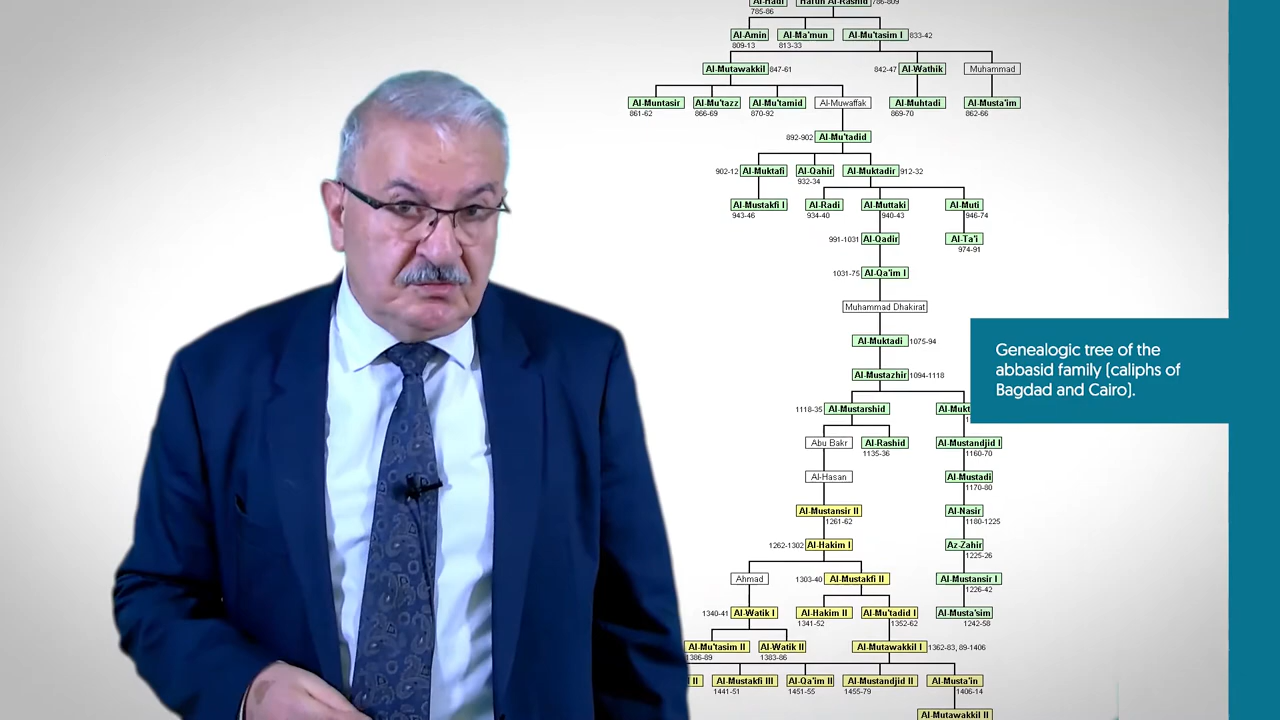 Al-Hadi
Harun Al-Rashid 786-809
785-86
Al-Amin Al-Ma'mun Al-Mu'tasim I 833-42
809-13 813-33
Al-Mutawakkil 847-61 842-47 Al-Wathik Muhammad
Al-Muntasir Al-Mu'tazz Al-Mu'tamid Al-Muwaffak Al-Muhtadi Al-Musta'im
861-62 866-69 870-92 869-70 862-66
892-902 Al-Mu'tadid
902-12 Al-Muktafi Al-Qahir Al-Muktadir 912-32
932-34
Al-Mustakfi I Al-Radi Al-Muttaki Al-Muti
943-46 934-40 940-43 946-74
991-1031 Al-Qadir Al-Ta'i
974-91
1031-75 Al-Qa'im I
Muhammad Dhakirat
Al-Muktadi 1075-94
Al-Mustazhir 1094-1118
Genealogic tree of the
abbasid family (caliphs of
Bagdad and Cairo).
1118-35 Al-Mustarshid Al-Mukt
Abu Bakr Al-Rashid Al-Mustandjid I
1135-36 1160-70
Al-Hasan Al-Mustadi
1170-80
Al-Mustansir II Al-Nasir
1261-62 1180-1225
1262-1302 Al-Hakim I Az-Zahir
1225-26
Ahmad 1303-40 Al-Mustakfi II Al-Mustansir I
1226-42
1340-41 Al-Watik I Al-Hakim II Al-Mu'tadid I Al-Musta'sim
1341-52 1352-62 1242-58
Al-Mu'tasim II Al-Watik II Al-Mutawakkil I 1362-83, 89-1406
1386-89 1383-86
II Al-Mustakfi III Al-Qa'im II Al-Mustandjid II Al-Musta'in
1441-51 1451-55 1455-79 1406-14
Al-Mutawakkil II